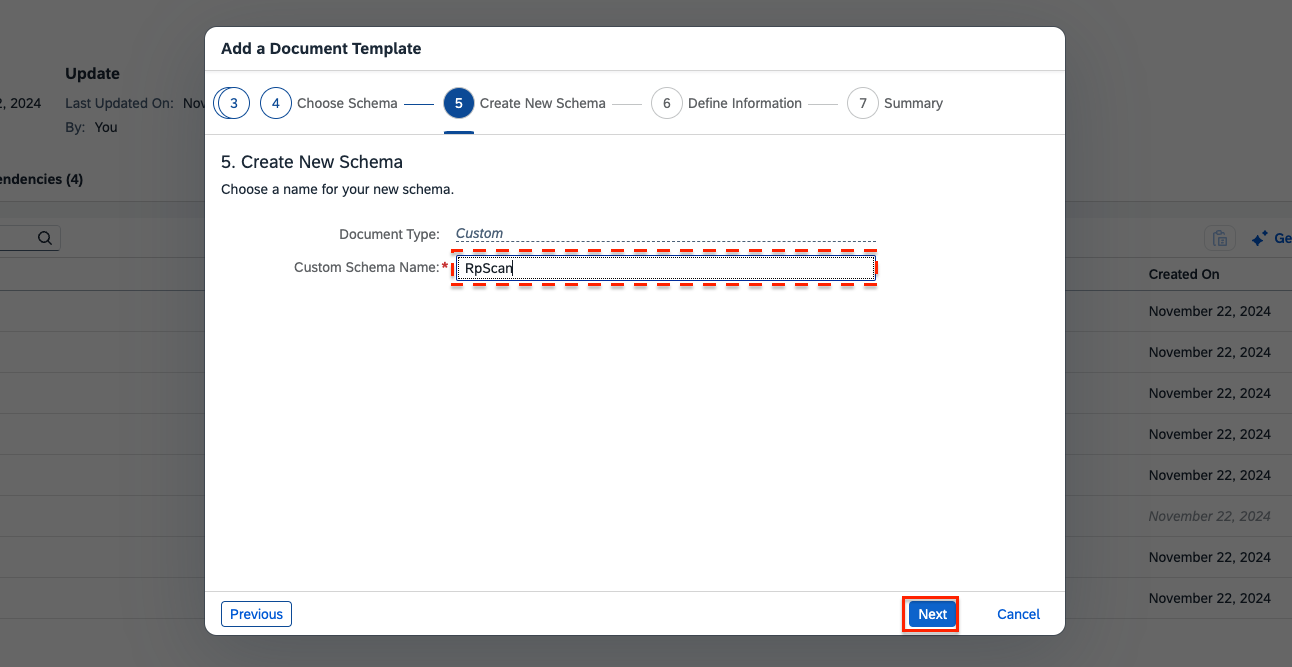 Add a Document Template
Update
2, 2024 Last Updated On: Nov
By: You
3 4 Choose Schema 5 Create New Schema 6 Define Information 7 Summary
5. Create New Schema
endencies (4)
Choose a name for your new schema.
Document Type: Custom
Ge
Custom Schema Name:* RpScan
Created On
November 22, 2024
November 22, 2024
November 22, 2024
November 22, 2024
November 22, 2024
November 22, 2024
November 22, 2024
November 22, 2024
Previous Next Cancel